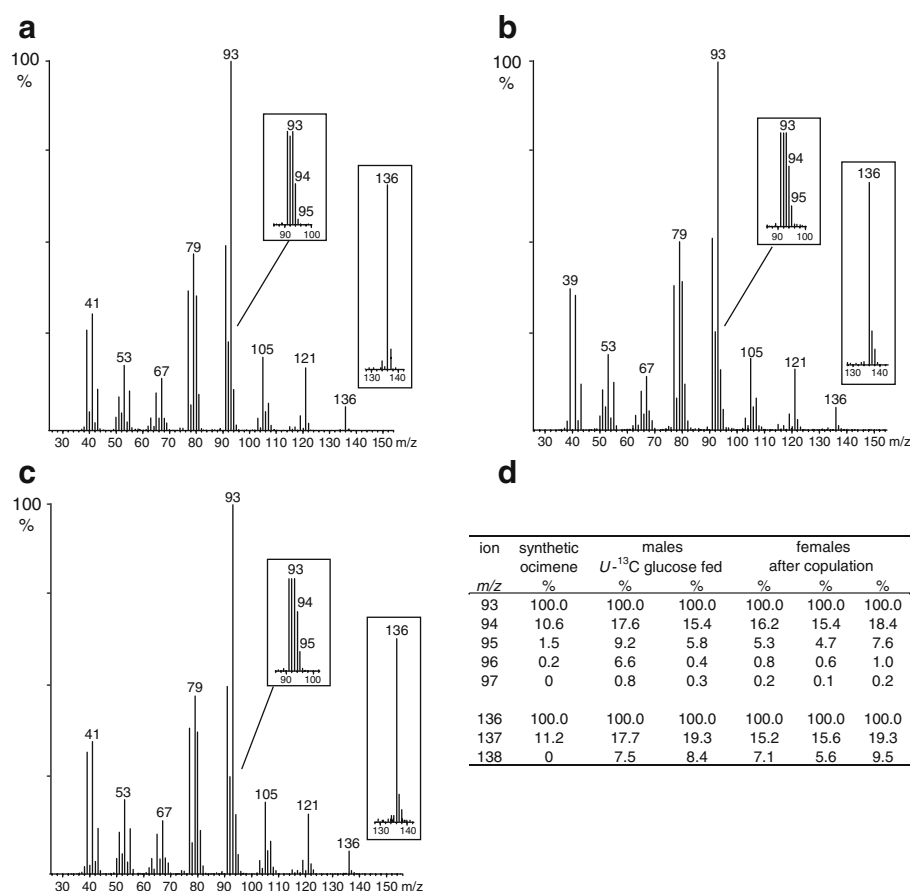 a
100
%
93
93
94
95
90 100
136
130 140
79
41
53
67
105
121
136
30 40 50 60 70 80 90 100 110 120 130 140 150 m/z
b
100
%
93
93
94
95
90 100
136
130 140
79
39
53
67
105
121
136
30 40 50 60 70 80 90 100 110 120 130 140 150 m/z
c
100
%
93
93
94
95
90 100
136
130 140
79
41
53
67
105
121
136
30 40 50 60 70 80 90 100 110 120 130 140 150 m/z
d
ion synthetic males females
ocimene U-¹³C glucose fed after copulation
m/z % % % % % %
93 100.0 100.0 100.0 100.0 100.0 100.0
94 10.6 17.6 15.4 16.2 15.4 18.4
95 1.5 9.2 5.8 5.3 4.7 7.6
96 0.2 6.6 0.4 0.8 0.6 1.0
97 0 0.8 0.3 0.2 0.1 0.2
136 100.0 100.0 100.0 100.0 100.0 100.0
137 11.2 17.7 19.3 15.2 15.6 19.3
138 0 7.5 8.4 7.1 5.6 9.5